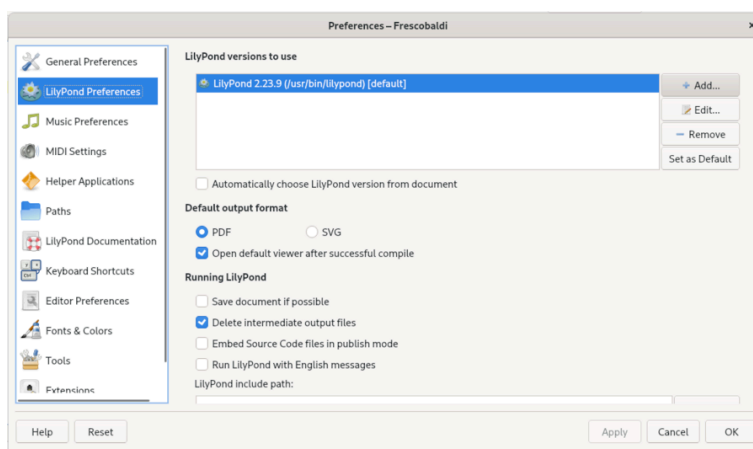 Preferences – Frescobaldi
General Preferences
LilyPond Preferences
Music Preferences
MIDI Settings
Helper Applications
Paths
LilyPond Documentation
Keyboard Shortcuts
Editor Preferences
Fonts & Colors
Tools
Extensions
LilyPond versions to use
LilyPond 2.23.9 (/usr/bin/lilypond) [default]
Add...
Edit...
Remove
Set as Default
Automatically choose LilyPond version from document
Default output format
PDF SVG
Open default viewer after successful compile
Running LilyPond
Save document if possible
Delete intermediate output files
Embed Source Code files in publish mode
Run LilyPond with English messages
LilyPond include path:
Help Reset Apply Cancel OK